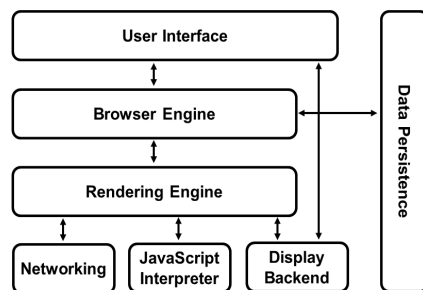 User Interface
Browser Engine
Data Persistence
Rendering Engine
Networking
JavaScript
Interpreter
Display
Backend